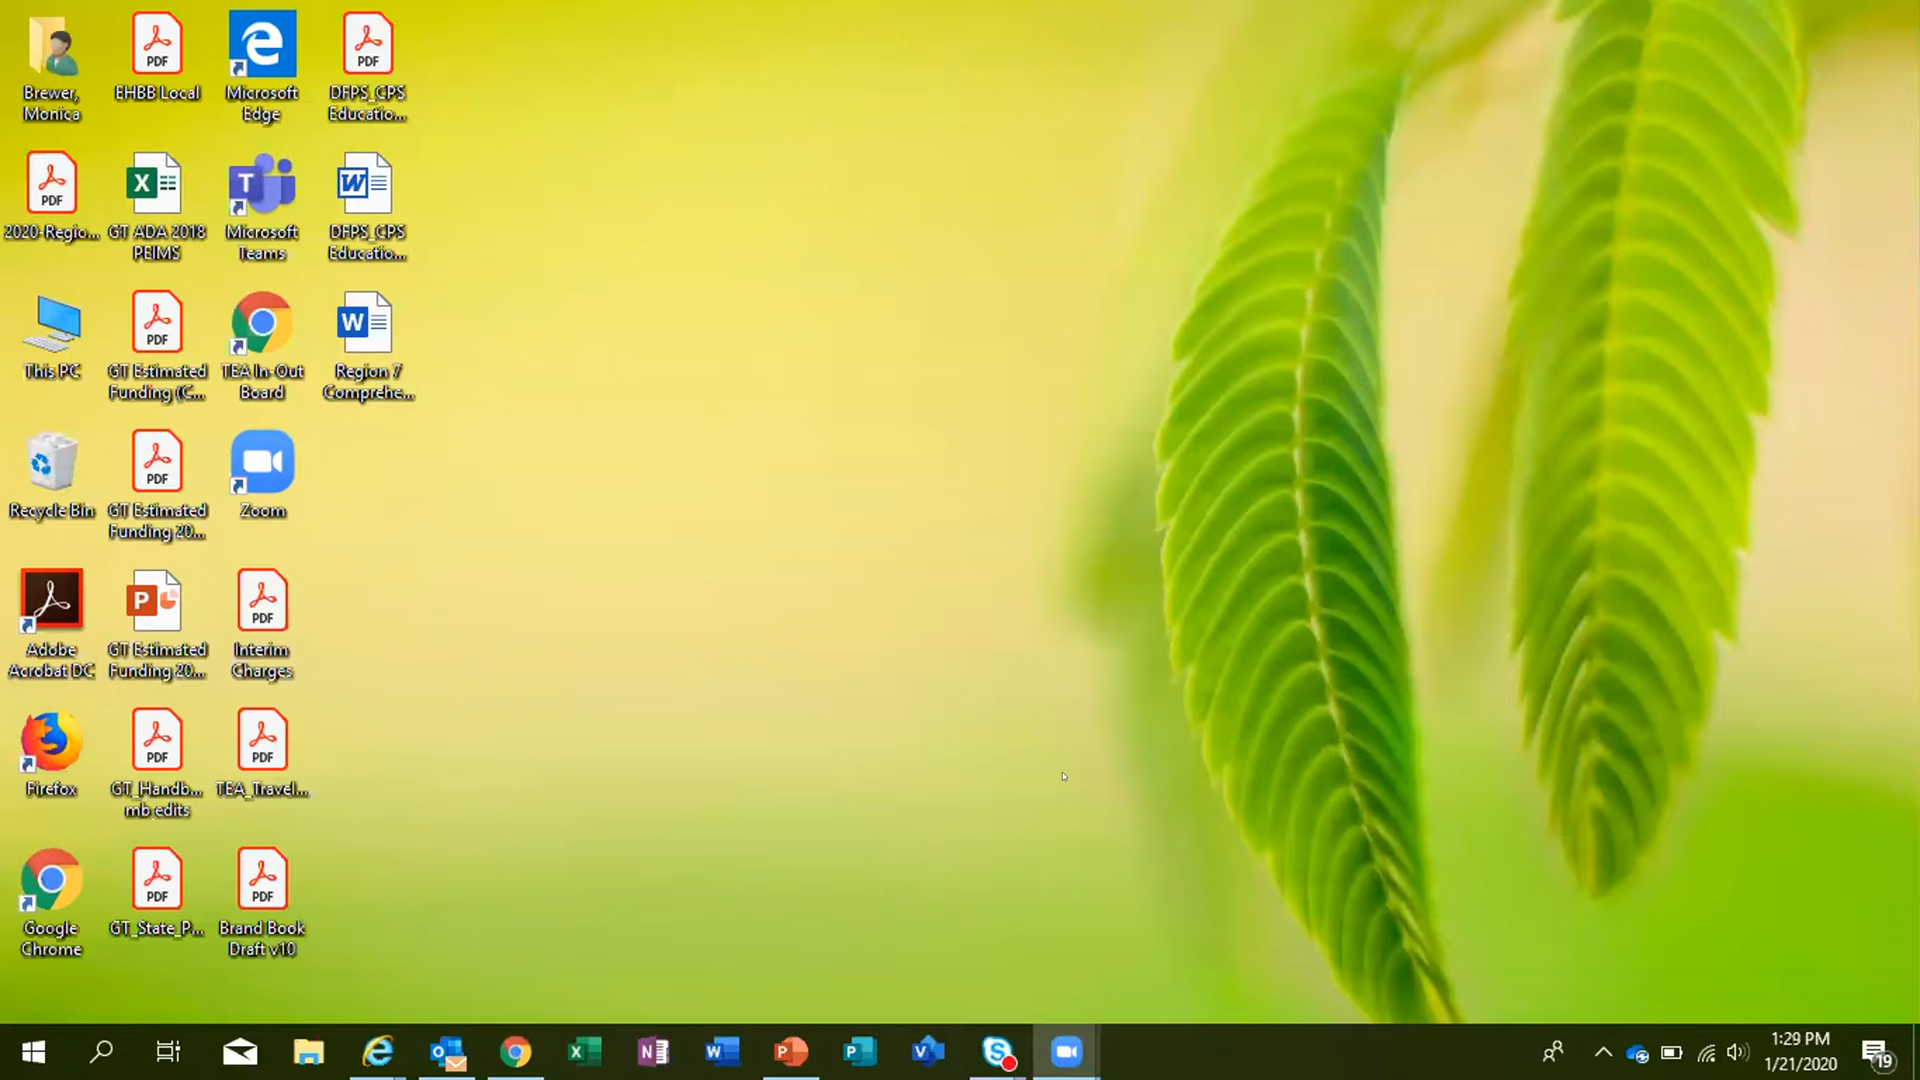 Brewer,
Monica
PDF
EHBB Local
Microsoft
Edge
PDF
DFPS_CPS
Educatio...
PDF
2020-Regio...
X
GT ADA 2018
PEIMS
T
Microsoft
Teams
W
DFPS_CPS
Educatio...
This PC
PDF
GT Estimated
Funding (C...
TEA In-Out
Board
W
Region 7
Comprehe...
Recycle Bin
PDF
GT Estimated
Funding 20...
Zoom
Adobe
Acrobat DC
P
GT Estimated
Funding 20...
PDF
Interim
Charges
Firefox
PDF
GT_Handb...
mb edits
PDF
TEA_Travel...
Google
Chrome
PDF
GT_State_P...
PDF
Brand Book
Draft v10
1:29 PM
1/21/2020
19